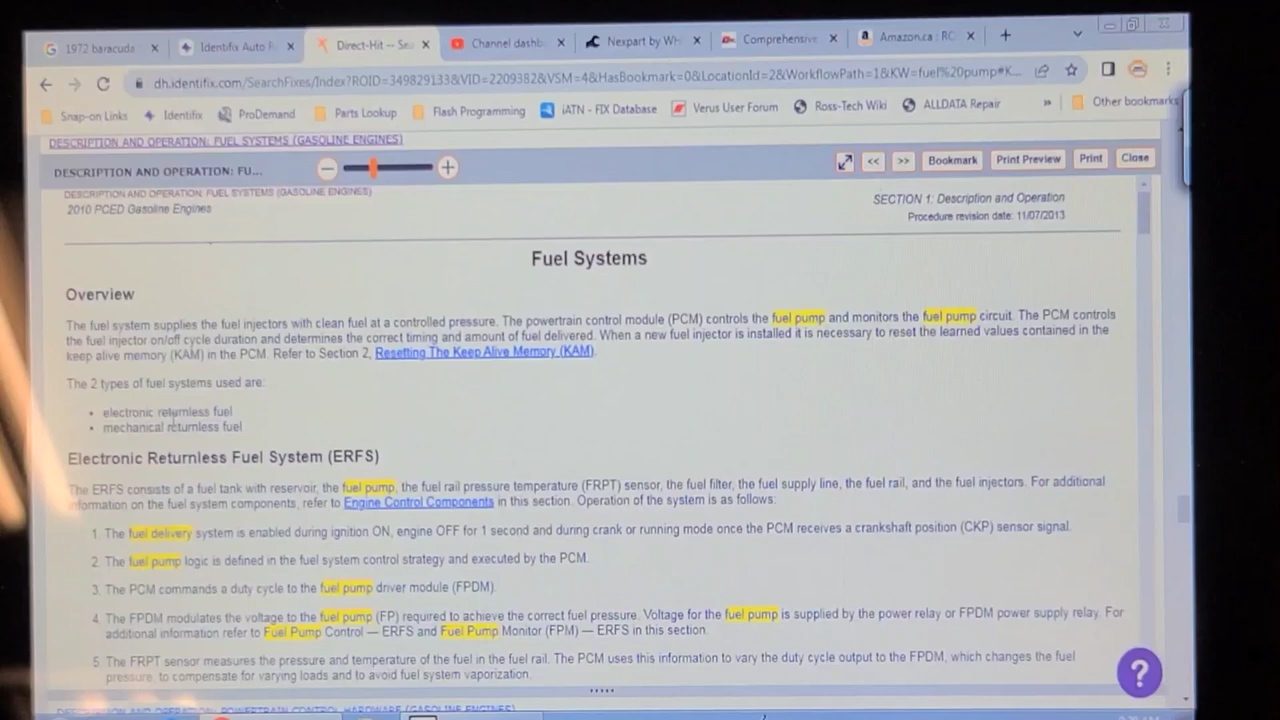 1972 baracuda
Identifix Auto R
Direct-Hit -- Sea
Channel dashb
Nexpart by WH
Comprehensive
Amazon.ca : RC
dh.identifix.com/SearchFixes/Index?ROID=349829133&VID=2209382&VSM=4&HasBookmark=0&LocationId=2&WorkflowPath=1&KW=fuel%20pump#K...
Snap-on Links
Identifix
ProDemand
Parts Lookup
Flash Programming
iATN - FIX Database
Verus User Forum
Ross-Tech Wiki
ALLDATA Repair
»
Other bookmarks
DESCRIPTION AND OPERATION: FUEL SYSTEMS (GASOLINE ENGINES)
DESCRIPTION AND OPERATION: FU...
<<
>>
Bookmark
Print Preview
Print
Close
DESCRIPTION AND OPERATION: FUEL SYSTEMS (GASOLINE ENGINES)
2010 PCED Gasoline Engines
SECTION 1: Description and Operation
Procedure revision date: 11/07/2013
Fuel Systems
Overview
The fuel system supplies the fuel injectors with clean fuel at a controlled pressure. The powertrain control module (PCM) controls the fuel pump and monitors the fuel pump circuit. The PCM controls
the fuel injector on/off cycle duration and determines the correct timing and amount of fuel delivered. When a new fuel injector is installed it is necessary to reset the learned values contained in the
keep alive memory (KAM) in the PCM. Refer to Section 2, Resetting The Keep Alive Memory (KAM).
The 2 types of fuel systems used are:
• electronic returnless fuel
• mechanical returnless fuel
Electronic Returnless Fuel System (ERFS)
The ERFS consists of a fuel tank with reservoir, the fuel pump, the fuel rail pressure temperature (FRPT) sensor, the fuel filter, the fuel supply line, the fuel rail, and the fuel injectors. For additional
information on the fuel system components, refer to Engine Control Components in this section. Operation of the system is as follows:
1. The fuel delivery system is enabled during ignition ON, engine OFF for 1 second and during crank or running mode once the PCM receives a crankshaft position (CKP) sensor signal.
2. The fuel pump logic is defined in the fuel system control strategy and executed by the PCM.
3. The PCM commands a duty cycle to the fuel pump driver module (FPDM).
4. The FPDM modulates the voltage to the fuel pump (FP) required to achieve the correct fuel pressure. Voltage for the fuel pump is supplied by the power relay or FPDM power supply relay. For
additional information refer to Fuel Pump Control — ERFS and Fuel Pump Monitor (FPM) — ERFS in this section.
5. The FRPT sensor measures the pressure and temperature of the fuel in the fuel rail. The PCM uses this information to vary the duty cycle output to the FPDM, which changes the fuel
pressure, to compensate for varying loads and to avoid fuel system vaporization.
?
DESCRIPTION AND OPERATION: POWERTRAIN CONTROL HARDWARE (GASOLINE ENGINES)